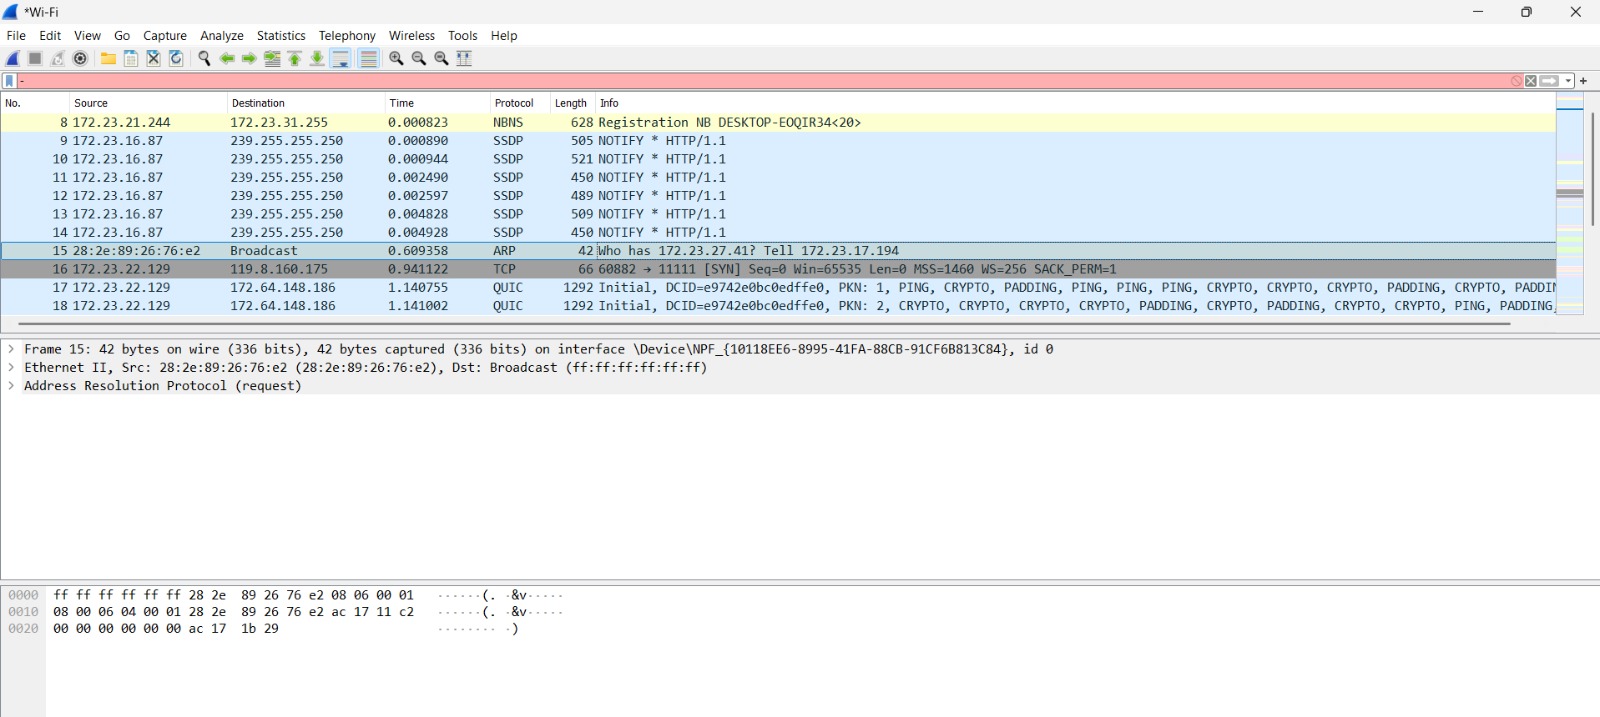 *Wi-Fi
File Edit View Go Capture Analyze Statistics Telephony Wireless Tools Help
-
+
No. Source Destination Time Protocol Length Info
8 172.23.21.244 172.23.31.255 0.000823 NBNS 628 Registration NB DESKTOP-EOQIR34<20>
9 172.23.16.87 239.255.255.250 0.000890 SSDP 505 NOTIFY * HTTP/1.1
10 172.23.16.87 239.255.255.250 0.000944 SSDP 521 NOTIFY * HTTP/1.1
11 172.23.16.87 239.255.255.250 0.002490 SSDP 450 NOTIFY * HTTP/1.1
12 172.23.16.87 239.255.255.250 0.002597 SSDP 489 NOTIFY * HTTP/1.1
13 172.23.16.87 239.255.255.250 0.004828 SSDP 509 NOTIFY * HTTP/1.1
14 172.23.16.87 239.255.255.250 0.004928 SSDP 450 NOTIFY * HTTP/1.1
15 28:2e:89:26:76:e2 Broadcast 0.609358 ARP 42 Who has 172.23.27.41? Tell 172.23.17.194
16 172.23.22.129 119.8.160.175 0.941122 TCP 66 60882 → 11111 [SYN] Seq=0 Win=65535 Len=0 MSS=1460 WS=256 SACK_PERM=1
17 172.23.22.129 172.64.148.186 1.140755 QUIC 1292 Initial, DCID=e9742e0bc0edffe0, PKN: 1, PING, CRYPTO, PADDING, PING, PING, PING, CRYPTO, CRYPTO, CRYPTO, PADDING, CRYPTO, PADDIN
18 172.23.22.129 172.64.148.186 1.141002 QUIC 1292 Initial, DCID=e9742e0bc0edffe0, PKN: 2, CRYPTO, CRYPTO, CRYPTO, CRYPTO, PADDING, CRYPTO, PADDING, CRYPTO, CRYPTO, PING, PADDING,
> Frame 15: 42 bytes on wire (336 bits), 42 bytes captured (336 bits) on interface \Device\NPF_{10118EE6-8995-41FA-88CB-91CF6B813C84}, id 0
> Ethernet II, Src: 28:2e:89:26:76:e2 (28:2e:89:26:76:e2), Dst: Broadcast (ff:ff:ff:ff:ff:ff)
> Address Resolution Protocol (request)
0000 ff ff ff ff ff ff 28 2e 89 26 76 e2 08 06 00 01 ······(. ·&v·····
0010 08 00 06 04 00 01 28 2e 89 26 76 e2 ac 17 11 c2 ······(. ·&v·····
0020 00 00 00 00 00 00 ac 17 1b 29 ········ ·)